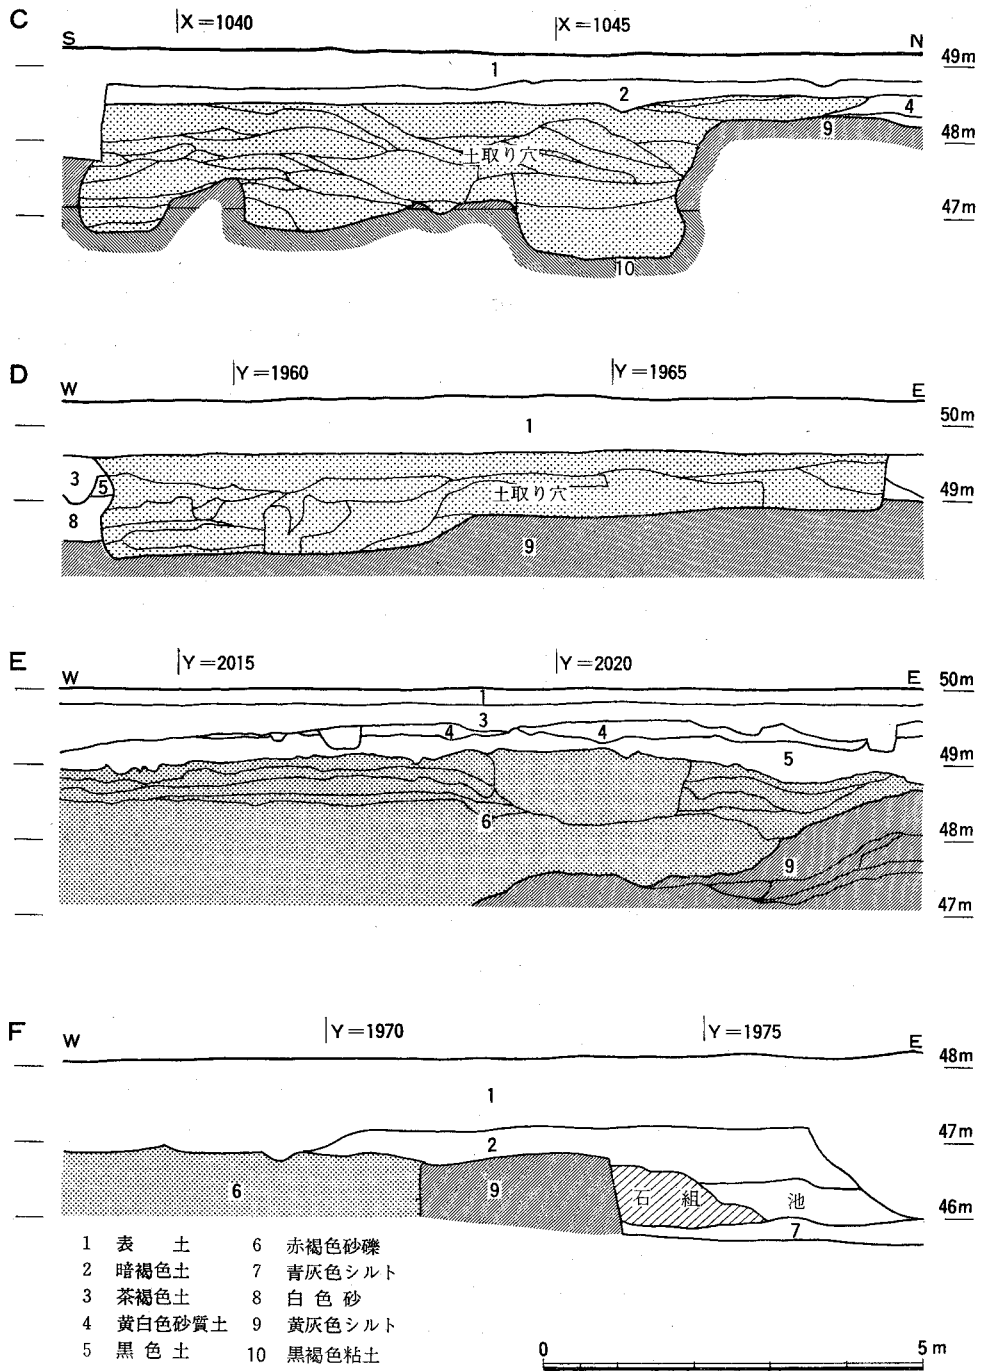 C
X=1040 X=1045
S N
49m
1
2
4
9
48m
土取り穴
47m
10
D
Y=1960 Y=1965
W E
50m
1
3
5
土取り穴
49m
8
9
E
Y=2015 Y=2020
W E
50m
1
3
4 4
5
49m
6
48m
9
47m
F
Y=1970 Y=1975
W E
48m
1
47m
2
6 9 石組 池
46m
7
1 表土 6 赤褐色砂礫
2 暗褐色土 7 青灰色シルト
3 茶褐色土 8 白色砂
4 黄白色砂質土 9 黄灰色シルト
5 黒色土 10 黒褐色粘土
0 5m